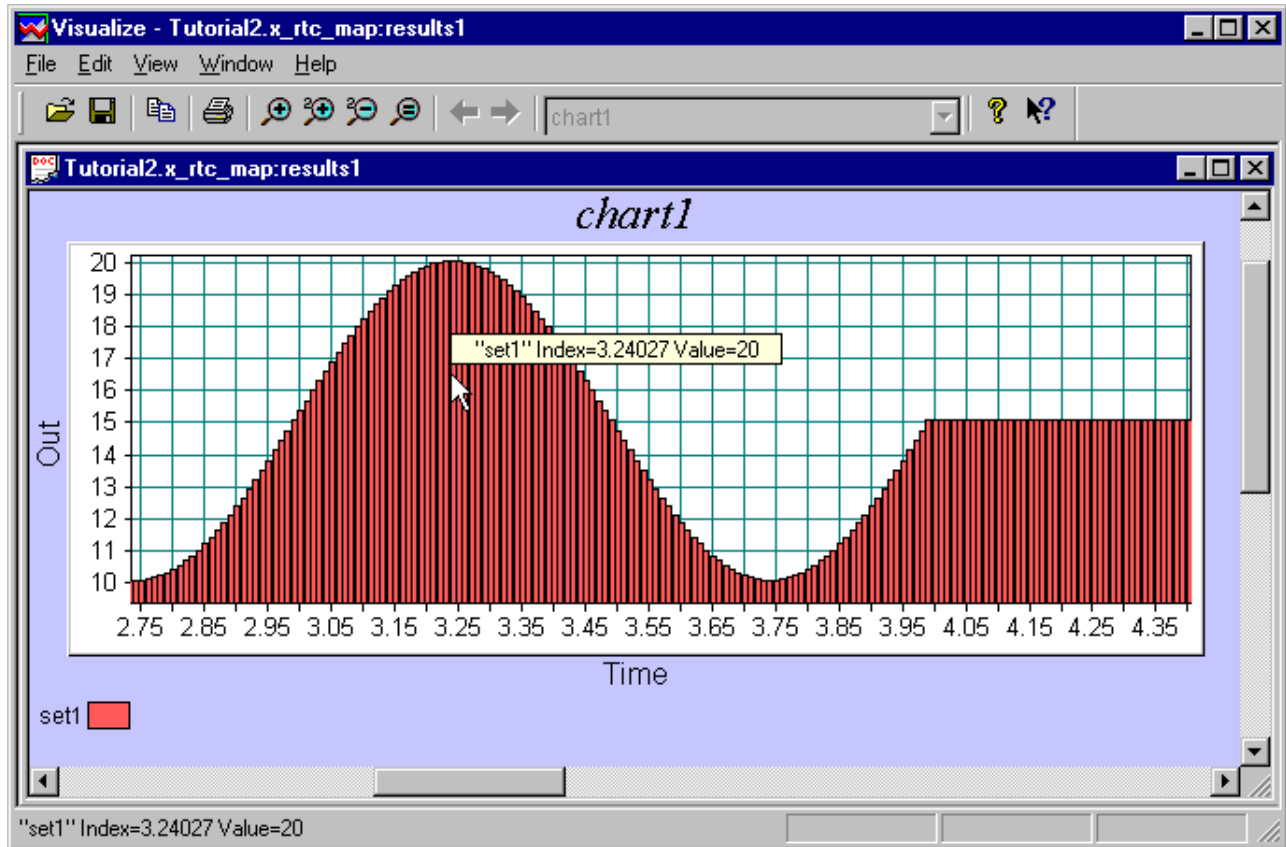 Visualize - Tutorial2.x_rtc_map:results1
File Edit View Window Help
chart1
DOC
Tutorial2.x_rtc_map:results1
chart1
20
19
18
17
16
15
14
13
12
11
10
Out
"set1" Index=3.24027 Value=20
2.75 2.85 2.95 3.05 3.15 3.25 3.35 3.45 3.55 3.65 3.75 3.85 3.95 4.05 4.15 4.25 4.35
Time
set1
"set1" Index=3.24027 Value=20